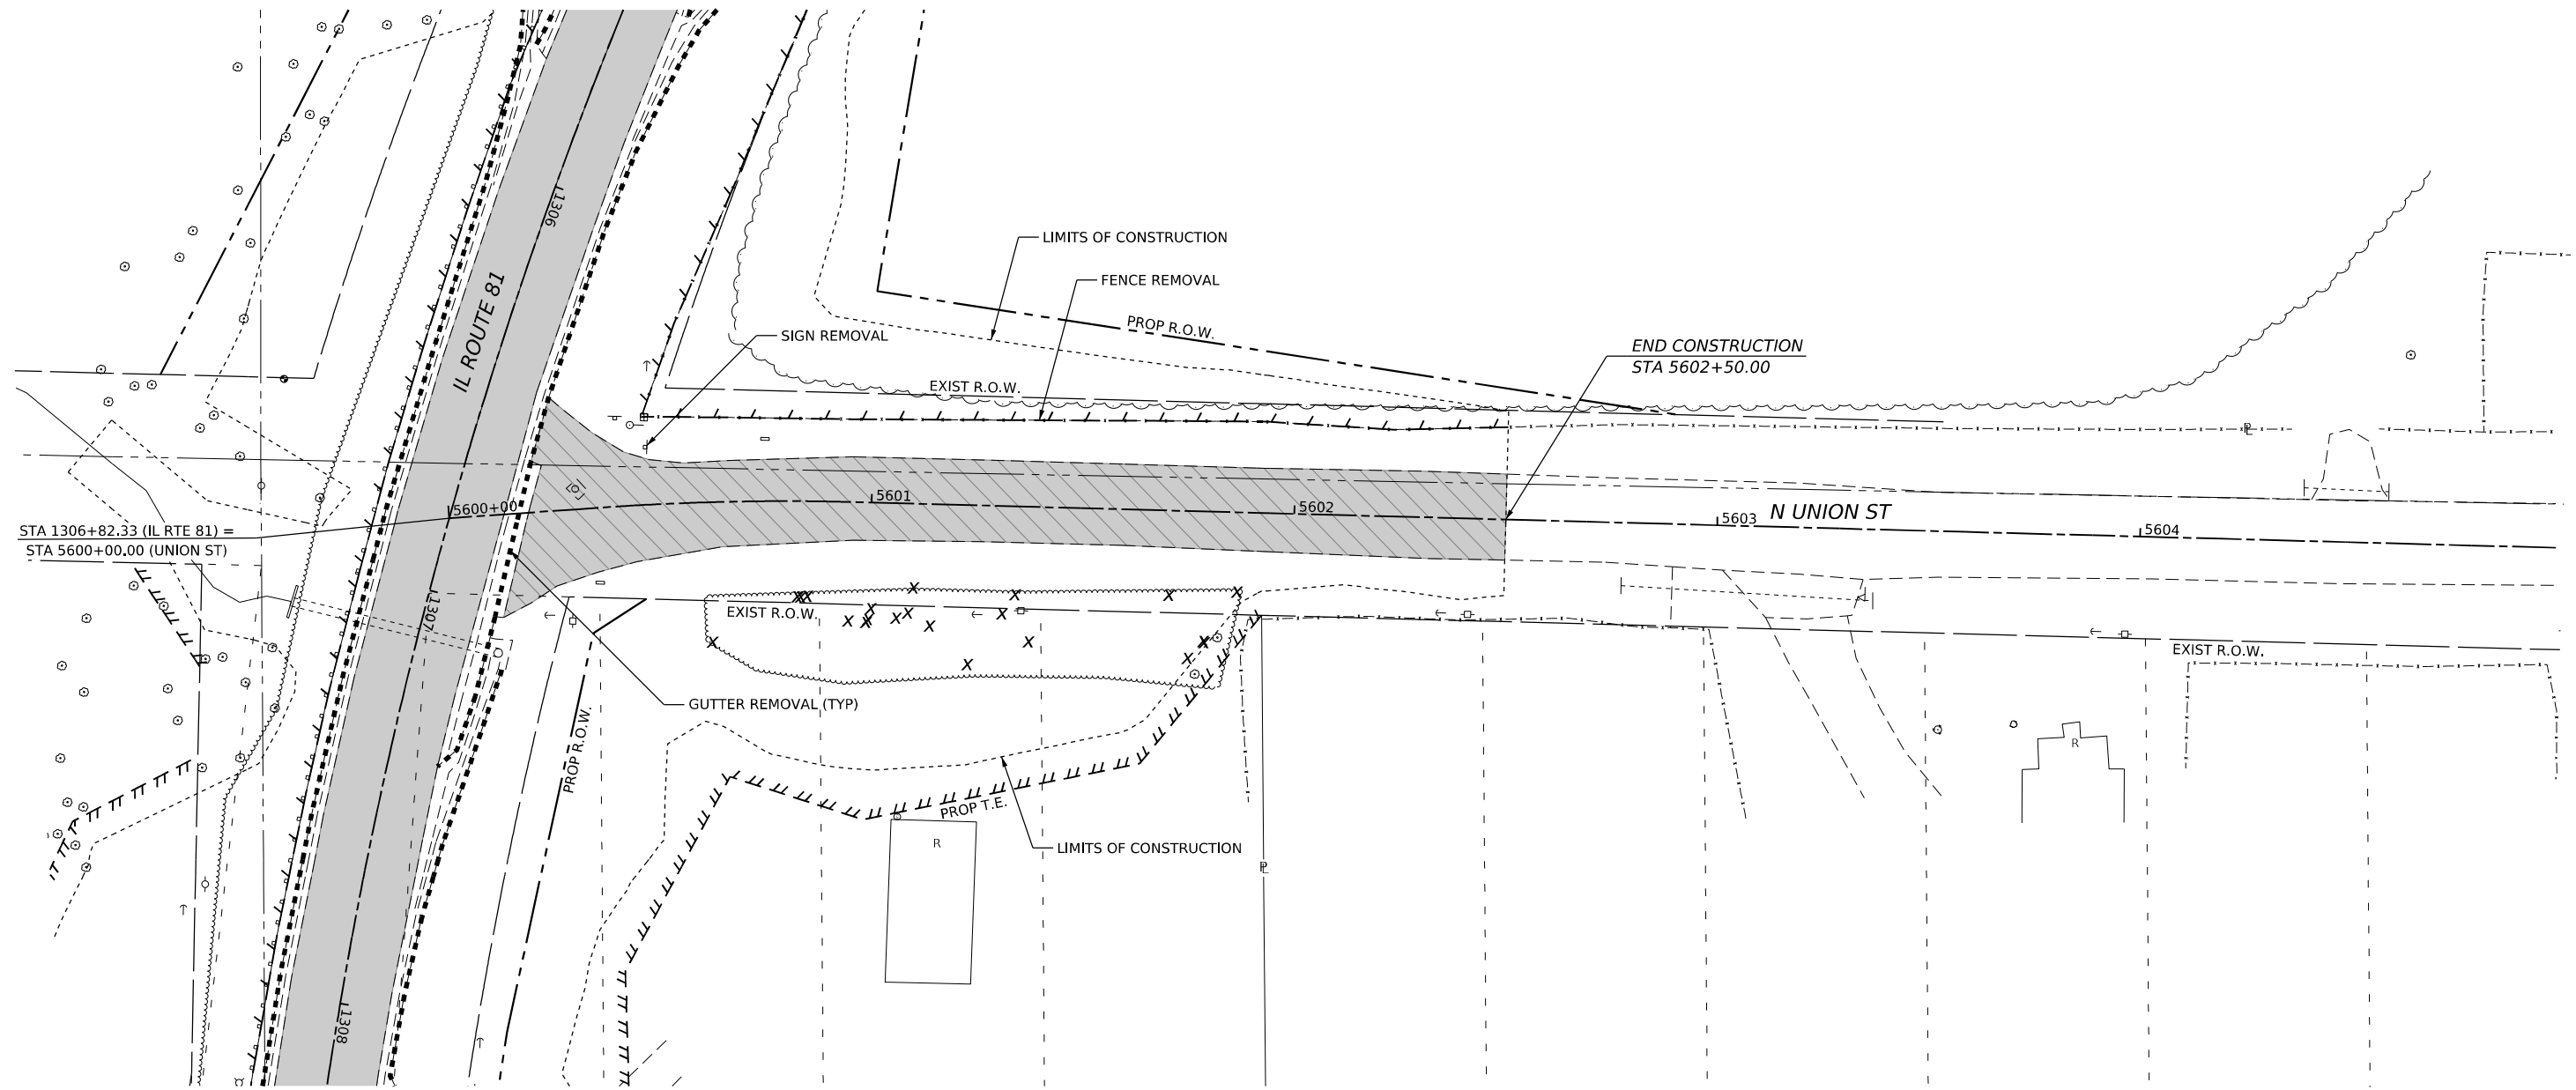 1306
LIMITS OF CONSTRUCTION
FENCE REMOVAL
IL ROUTE 81
PROP R.O.W.
SIGN REMOVAL
END CONSTRUCTION
STA 5602+50.00
EXIST R.O.W.
PL
5600+00
5601
5602
5603
N UNION ST
5604
STA 1306+82.33 (IL RTE 81) =
STA 5600+00.00 (UNION ST)
1307
EXIST R.O.W.
EXIST R.O.W.
GUTTER REMOVAL (TYP)
PROP R.O.W.
R
PROP T.E.
R
LIMITS OF CONSTRUCTION
PL
1308